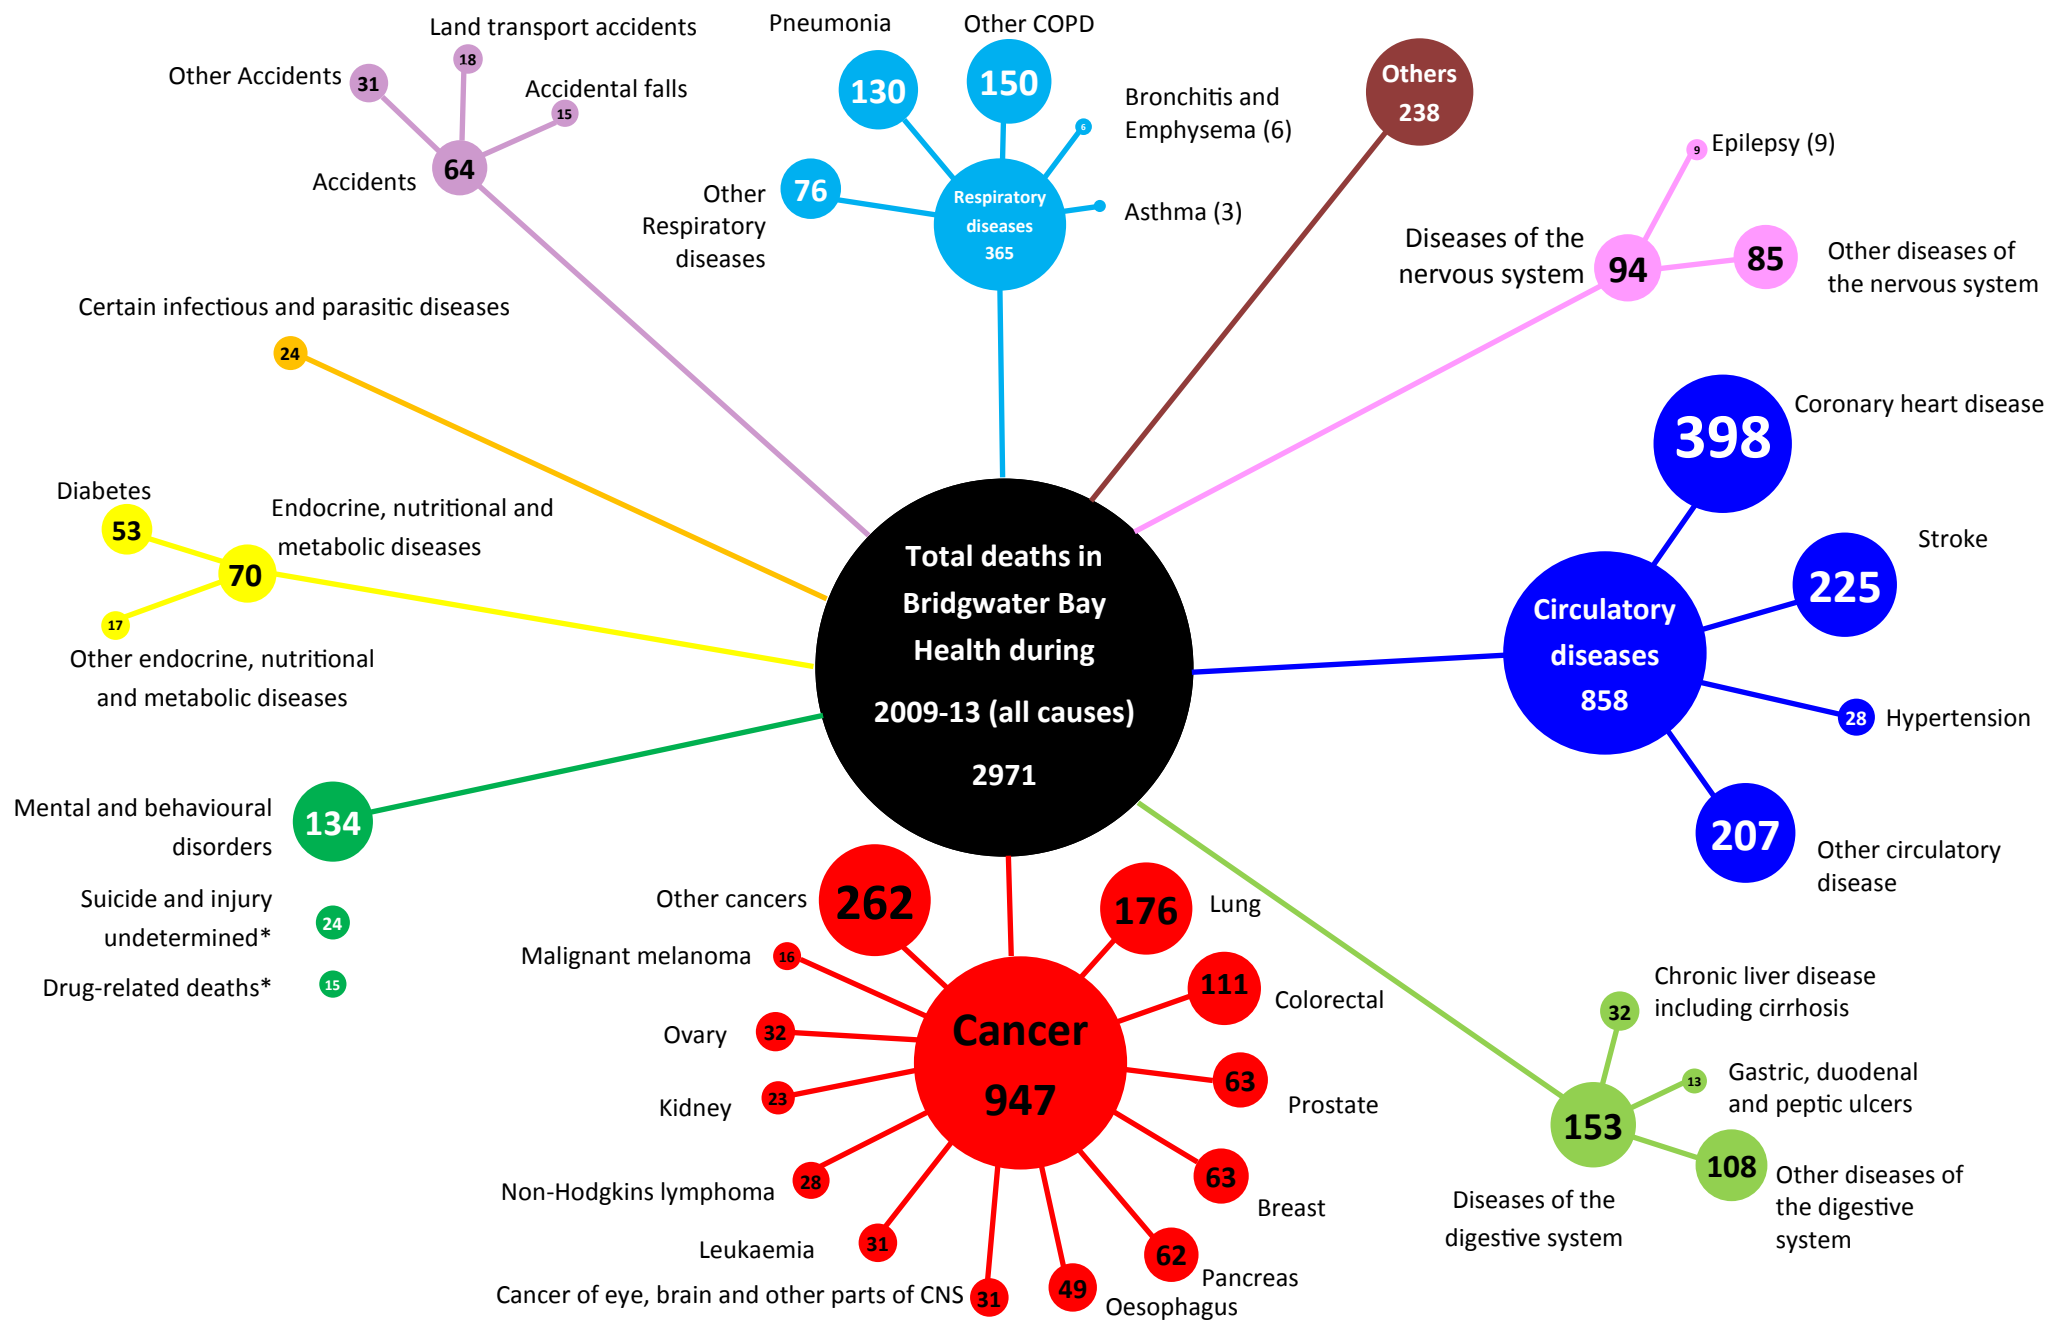 Land transport accidents
18
Other Accidents
31
Accidental falls
15
Accidents
64
Pneumonia
130
Other COPD
150
Bronchitis and
Emphysema (6)
6
Other
Respiratory
diseases
76
Respiratory
diseases
365
Asthma (3)
Others
238
Epilepsy (9)
9
Diseases of the
nervous system
94
85
Other diseases of
the nervous system
Certain infectious and parasitic diseases
24
Coronary heart disease
398
Stroke
225
Circulatory
diseases
858
28
Hypertension
207
Other circulatory
disease
Diabetes
53
Endocrine, nutritional and
metabolic diseases
70
17
Other endocrine, nutritional
and metabolic diseases
Total deaths in
Bridgwater Bay
Health during
2009-13 (all causes)
2971
Mental and behavioural
disorders
134
Suicide and injury
undetermined*
24
Drug-related deaths*
15
Other cancers
262
176
Lung
Malignant melanoma
16
111
Colorectal
Ovary
32
Cancer
947
Kidney
23
63
Prostate
Non-Hodgkins lymphoma
28
63
Breast
Leukaemia
31
62
Pancreas
Cancer of eye, brain and other parts of CNS
31
49
Oesophagus
Chronic liver disease
including cirrhosis
32
13
Gastric, duodenal
and peptic ulcers
153
108
Other diseases of
the digestive
system
Diseases of the
digestive system